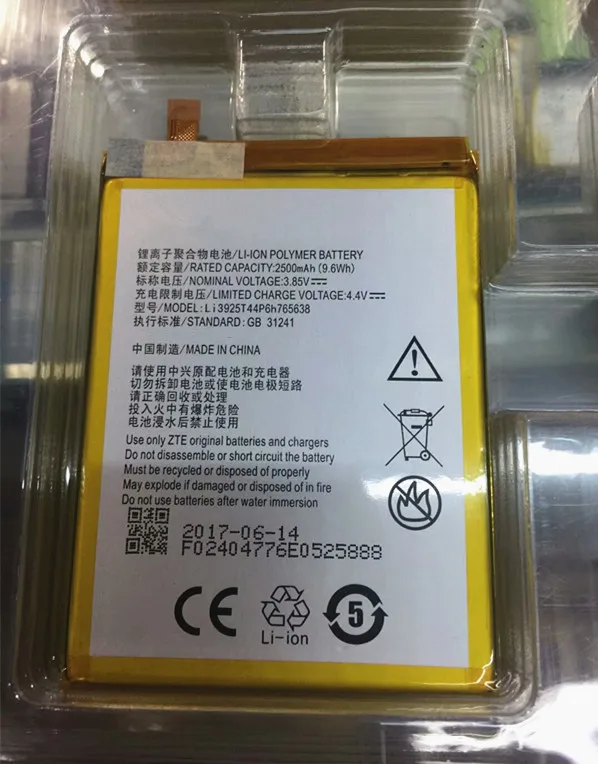 锂离子聚合物电池/LI-ION POLYMER BATTERY
额定容量/RATED CAPACITY:2500mAh (9.6Wh)
标称电压/NOMINAL VOLTAGE:3.85V⎓
充电限制电压/LIMITED CHARGE VOLTAGE:4.4V⎓
型号/MODEL:Li3925T44P6h765638
执行标准/STANDARD:GB 31241
中国制造/MADE IN CHINA
请使用中兴原配电池和充电器
切勿拆卸电池或使电池电极短路
请正确回收或处理
投入火中有爆炸危险
电池浸水后禁止使用
Use only ZTE original batteries and chargers
Do not disassemble or short circuit the battery
Must be recycled or disposed of properly
May explode if damaged or disposed of in fire
Do not use batteries after water immersion
2017-06-14
F02404776E0525888
CE
Li-ion
5